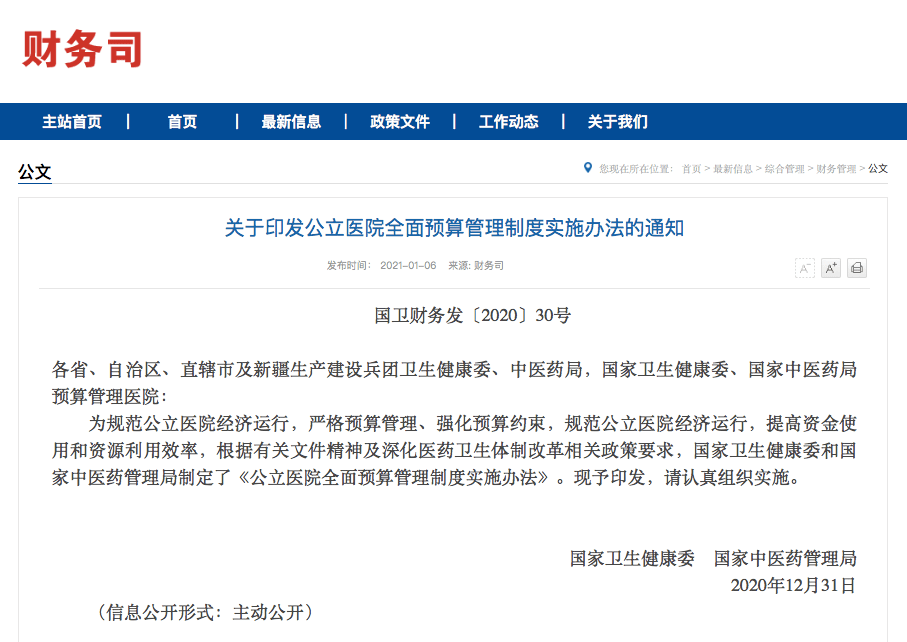 财务司
主站首页 | 首页 | 最新信息 | 政策文件 | 工作动态 | 关于我们
公文
您现在所在位置： 首页 > 最新信息 > 综合管理 > 财务管理 > 公文
关于印发公立医院全面预算管理制度实施办法的通知
发布时间： 2021-01-06 来源: 财务司
A- A+
国卫财务发〔2020〕30号
各省、自治区、直辖市及新疆生产建设兵团卫生健康委、中医药局，国家卫生健康委、国家中医药局
预算管理医院：
为规范公立医院经济运行，严格预算管理、强化预算约束，规范公立医院经济运行，提高资金使
用和资源利用效率，根据有关文件精神及深化医药卫生体制改革相关政策要求，国家卫生健康委和国
家中医药管理局制定了《公立医院全面预算管理制度实施办法》。现予印发，请认真组织实施。
国家卫生健康委 国家中医药管理局
2020年12月31日
（信息公开形式：主动公开）